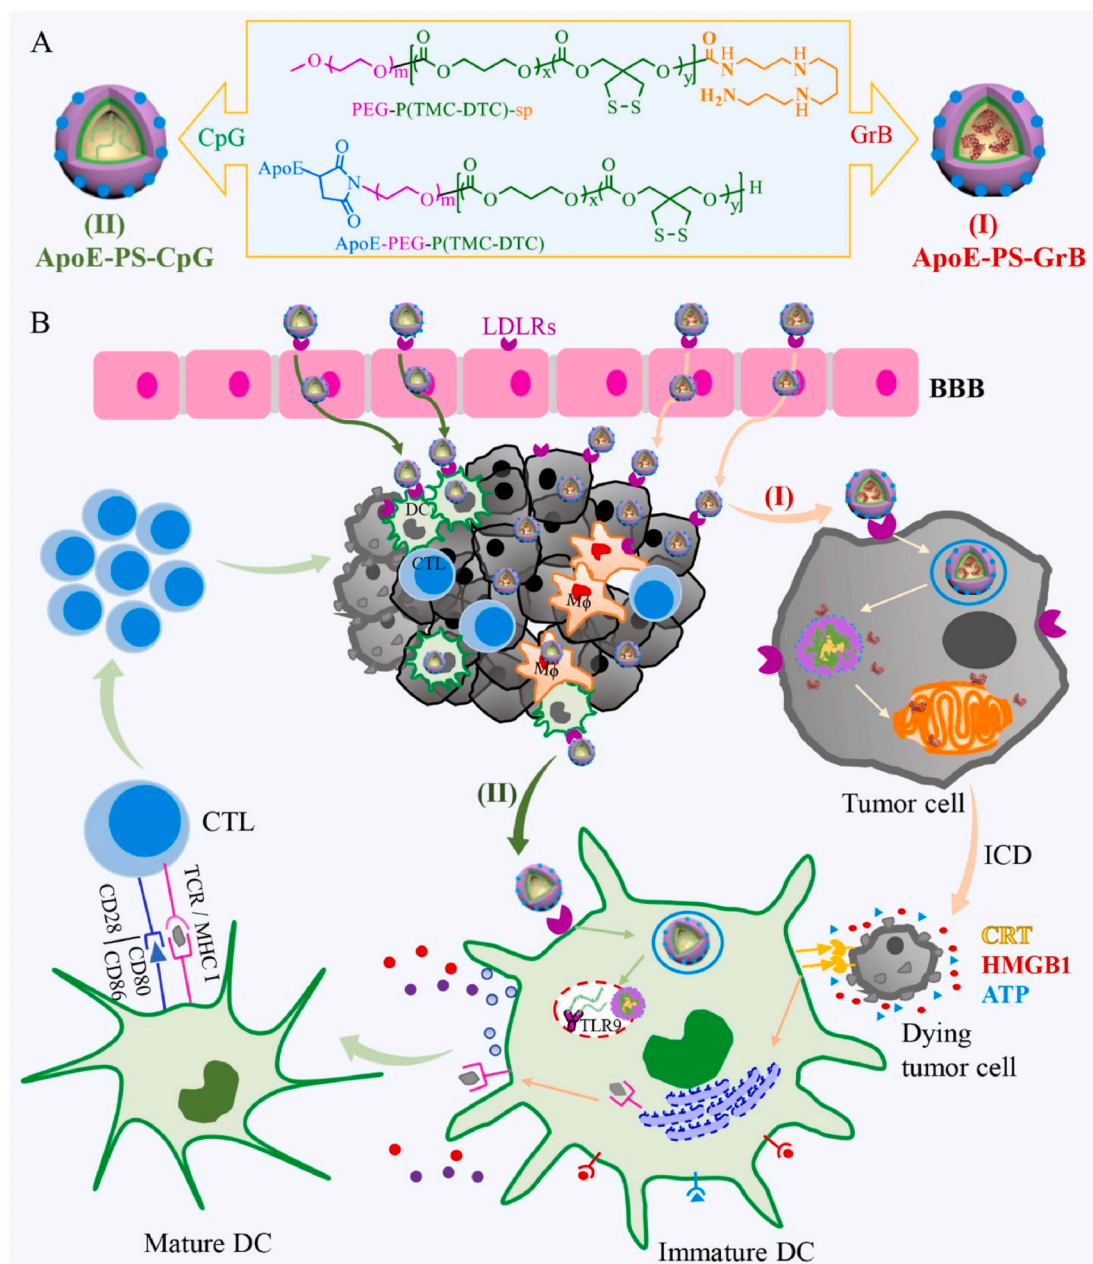 A
O
O
O
m
O
O
O
x
O
O
O
y
S-S
O
N
H
H
N
N
H
H₂N
PEG-P(TMC-DTC)-sp
CpG
GrB
ApoE
O
N
O
O
m
O
O
O
x
O
O
O
y
H
S-S
ApoE-PEG-P(TMC-DTC)
(II)
ApoE-PS-CpG
(I)
ApoE-PS-GrB
B
LDLRs
BBB
DC
(I)
CTL
Mϕ
Mϕ
(II)
Tumor cell
CTL
ICD
TCR / MHC I
CD28
CD80
CD86
CRT
HMGB1
ATP
TLR9
Dying
tumor cell
Mature DC
Immature DC